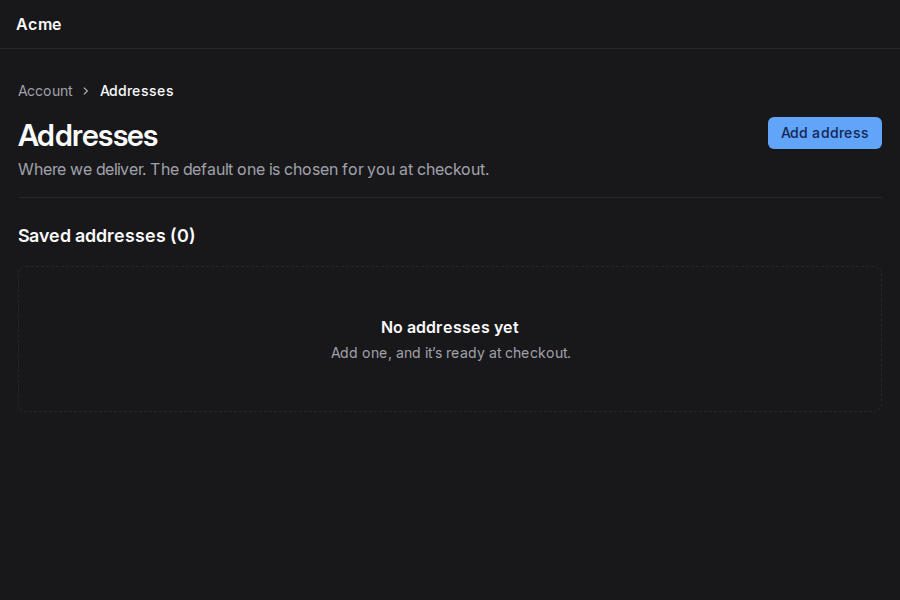 Acme
Account > Addresses
Addresses
Add address
Where we deliver. The default one is chosen for you at checkout.
Saved addresses (0)
No addresses yet
Add one, and it’s ready at checkout.